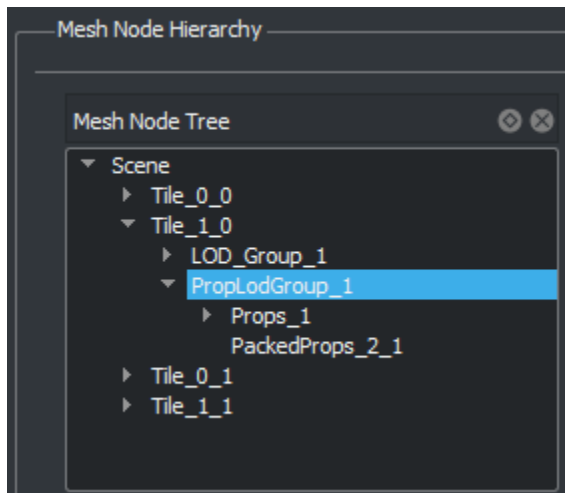 Mesh Node Hierarchy
Mesh Node Tree
Scene
Tile_0_0
Tile_1_0
LOD_Group_1
PropLodGroup_1
Props_1
PackedProps_2_1
Tile_0_1
Tile_1_1